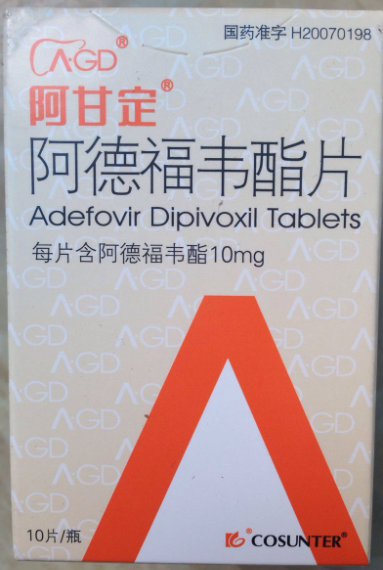 国药准字 H20070198
AGD®
阿甘定®
阿德福韦酯片
Adefovir Dipivoxil Tablets
每片含阿德福韦酯10mg
10片/瓶
®COSUNTER®